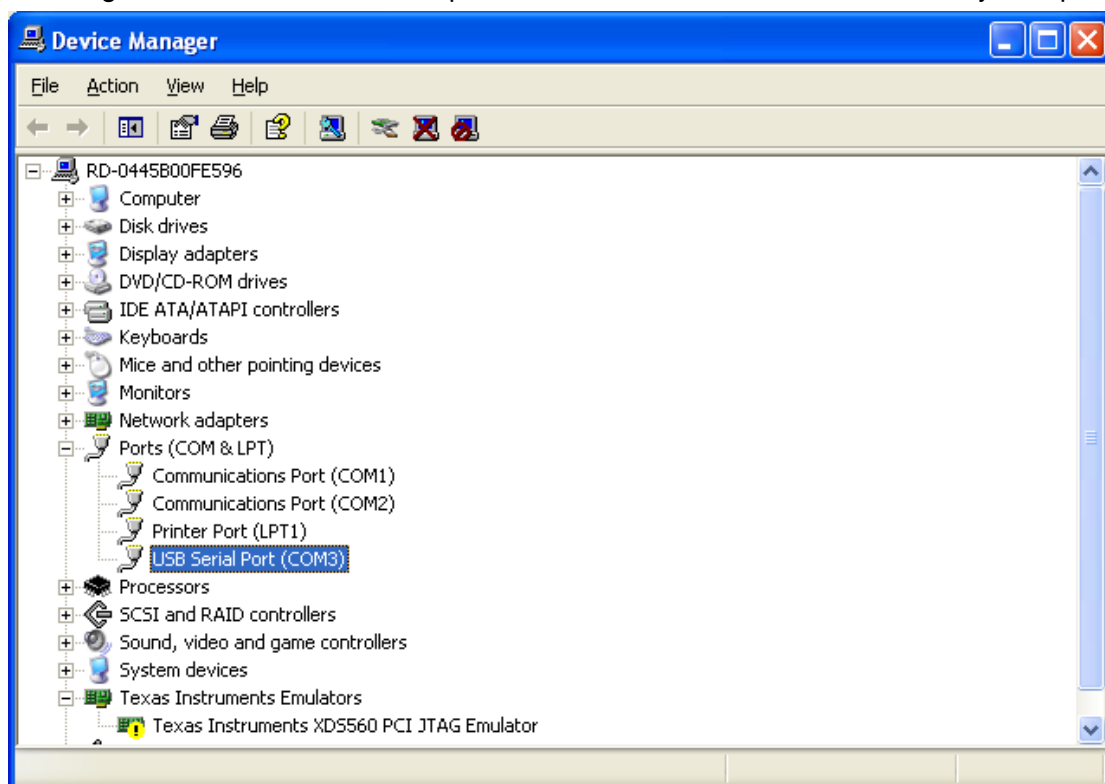 Device Manager
File Action View Help
RD-0445B00FE596
Computer
Disk drives
Display adapters
DVD/CD-ROM drives
IDE ATA/ATAPI controllers
Keyboards
Mice and other pointing devices
Monitors
Network adapters
Ports (COM & LPT)
Communications Port (COM1)
Communications Port (COM2)
Printer Port (LPT1)
USB Serial Port (COM3)
Processors
SCSI and RAID controllers
Sound, video and game controllers
System devices
Texas Instruments Emulators
Texas Instruments XDS560 PCI JTAG Emulator